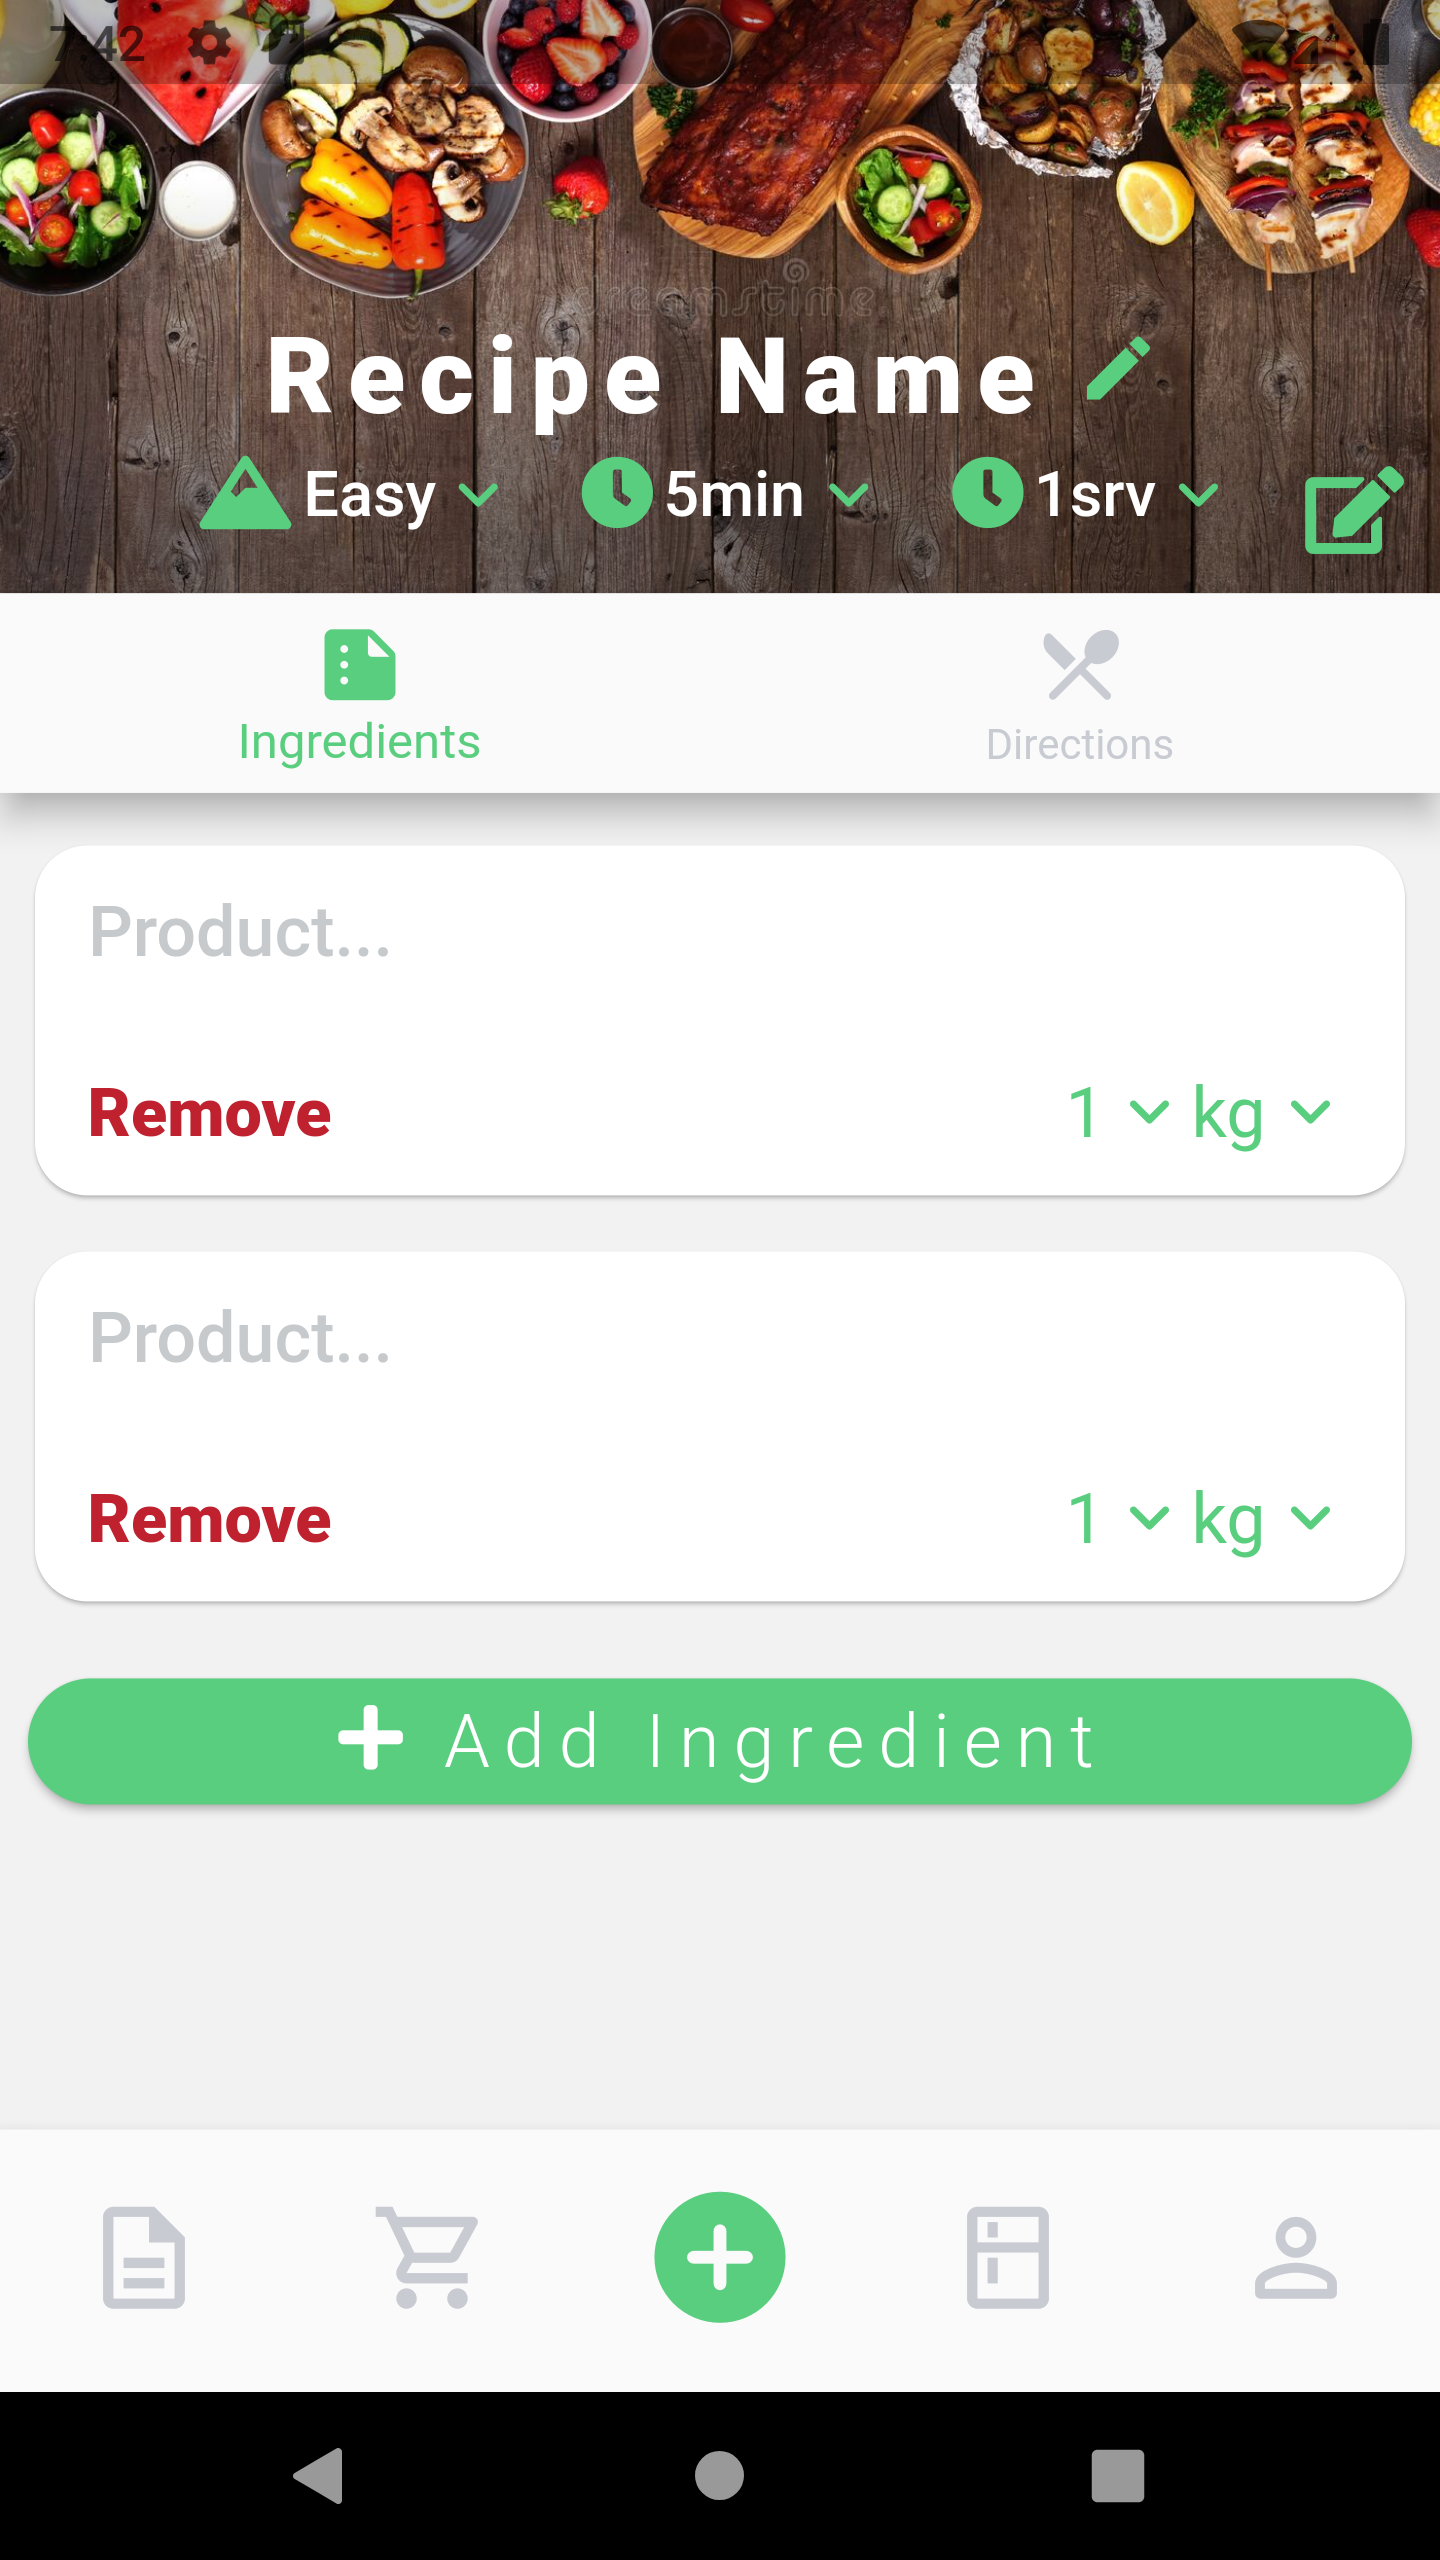 7:42
dreamstime
Recipe Name
Easy 5min 1srv
Ingredients Directions
Product...
Remove 1 kg
Product...
Remove 1 kg
Add Ingredient